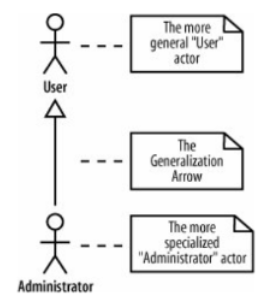 The more
general "User"
actor
User
The
Generalization
Arrow
The more
specialized
"Administrator" actor
Administrator